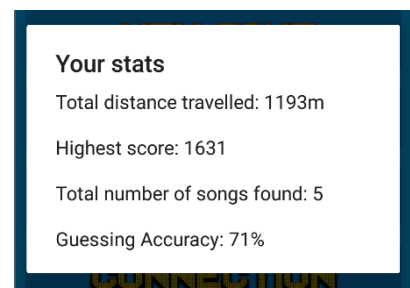 Your stats
Total distance travelled: 1193m
Highest score: 1631
Total number of songs found: 5
Guessing Accuracy: 71%